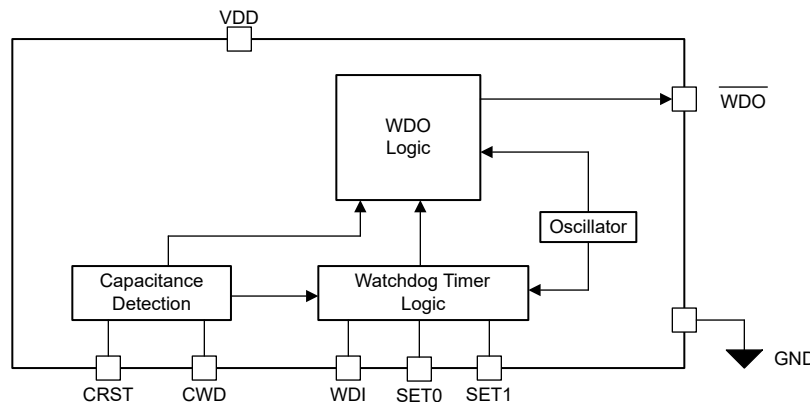 VDD
WDO
WDO
Logic
Oscillator
Capacitance
Detection
Watchdog Timer
Logic
GND
CRST
CWD
WDI
SET0
SET1